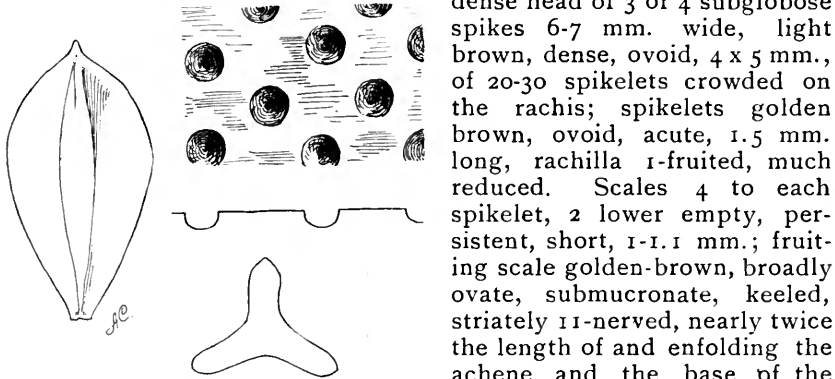 dense head of 3 or 4 subglobose
spikes 6-7 mm. wide, light
brown, dense, ovoid, 4 x 5 mm.,
of 20-30 spikelets crowded on
the rachis; spikelets golden
brown, ovoid, acute, 1.5 mm.
long, rachilla 1-fruited, much
reduced. Scales 4 to each
spikelet, 2 lower empty, per-
sistent, short, 1-1.1 mm.; fruit-
ing scale golden-brown, broadly
ovate, submucronate, keeled,
striately 11-nerved, nearly twice
the length of and enfolding the
achene and the base of the
AC.